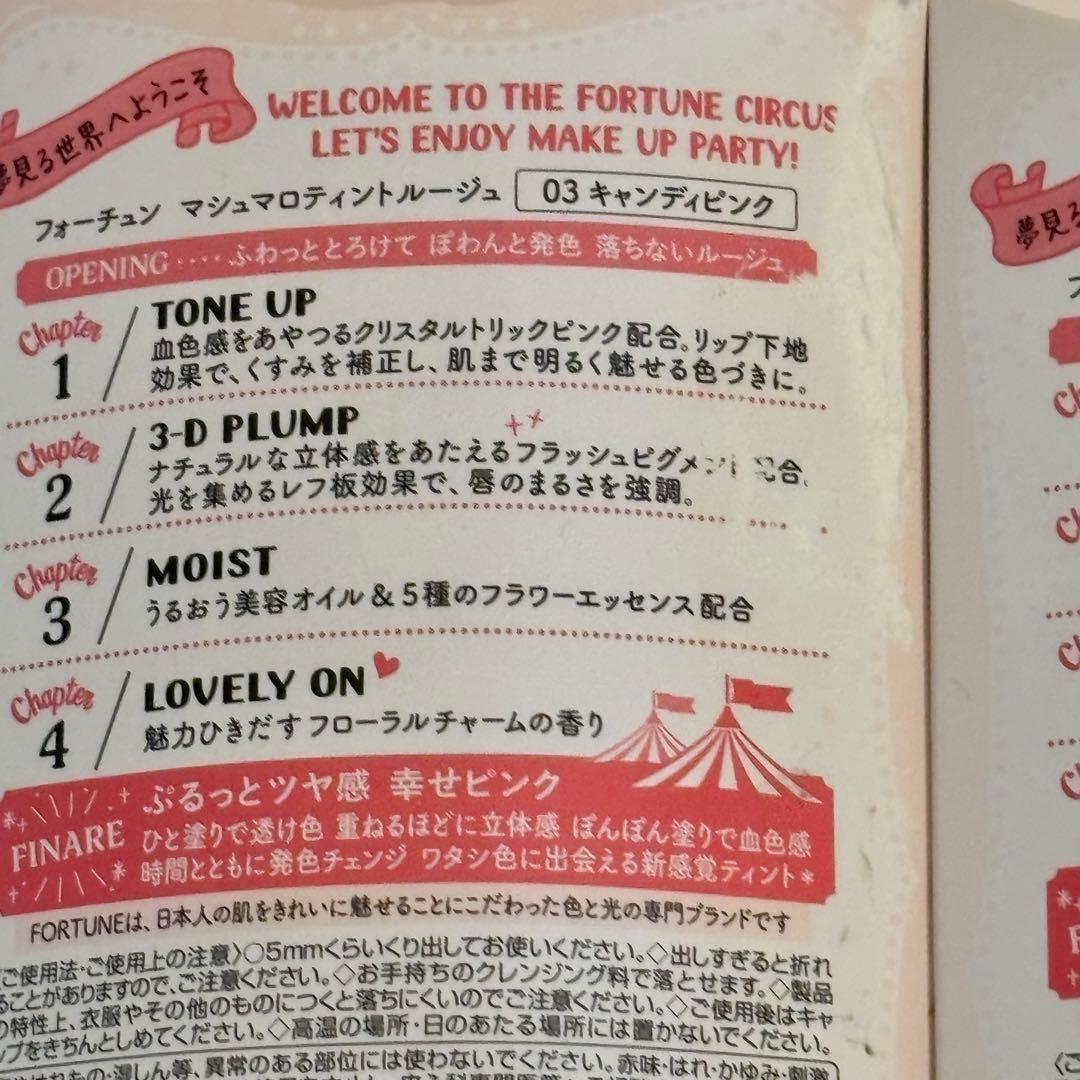 夢見る世界へようこそ
WELCOME TO THE FORTUNE CIRCUS
LET'S ENJOY MAKE UP PARTY!
フォーチュン マシュマロティントルージュ 03 キャンディピンク
OPENING････ふわっととろけて ぽわんと発色 落ちないルージュ
Chapter 1 TONE UP
血色感をあやつるクリスタルトリックピンク配合。リップ下地
効果で、くすみを補正し、肌まで明るく魅せる色づきに。
Chapter 2 3-D PLUMP
ナチュラルな立体感をあたえるフラッシュピグメント配合。
光を集めるレフ板効果で、唇のまるさを強調。
Chapter 3 MOIST
うるおう美容オイル&5種のフラワーエッセンス配合
Chapter 4 LOVELY ON
魅力ひきだす フローラルチャームの香り
FINARE
ぷるっとツヤ感 幸せピンク
ひと塗りで透け色 重ねるほどに立体感 ぽんぽん塗りで血色感
時間とともに発色チェンジ ワタシ色に出会える新感覚ティント*
FORTUNEは、日本人の肌をきれいに魅せることにこだわった色と光の専門ブランドです
〈ご使用法・ご使用上の注意〉○5mmくらいくり出してお使いください。◇出しすぎると折れ
ることがありますので、ご注意ください。◇お手持ちのクレンジング料で落とせます。◇製品
の特性上、衣服やその他のものにつくと落ちにくいのでご注意ください。◇ご使用後はキャ
ップをきちんとしめてください。◇高温の場所・日のあたる場所には置かないでください。
はれもの・湿しん等、異常のある部位には使わないでください。赤味・はれ・かゆみ・刺激
夢見る